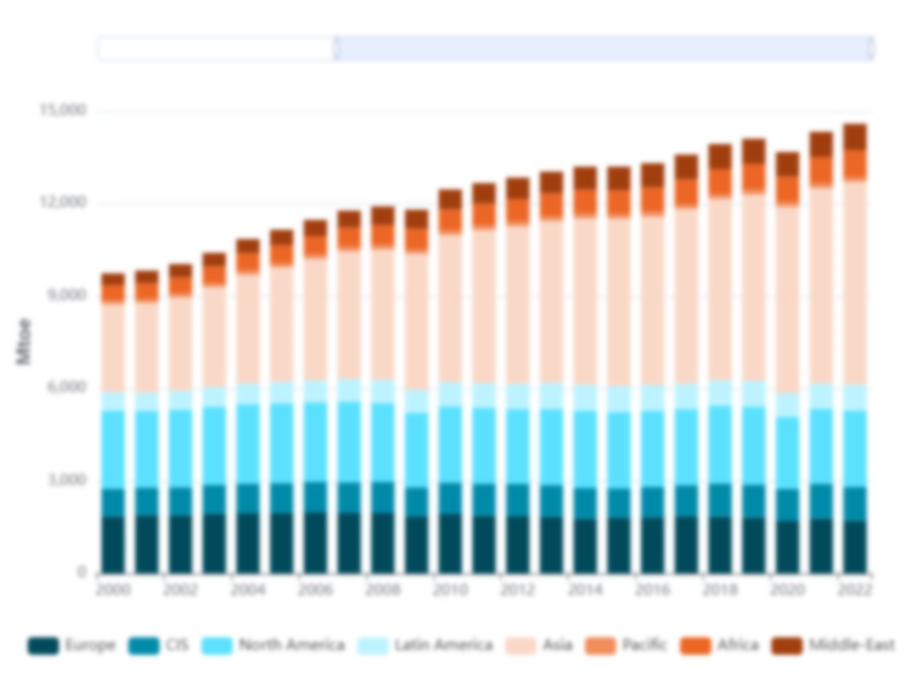 15,000
12,000
9,000
6,000
3,000
0
Mtoe
2000 2002 2004 2006 2008 2010 2012 2014 2016 2018 2020 2022
Europe CIS North America Latin America Asia Pacific Africa Middle-East